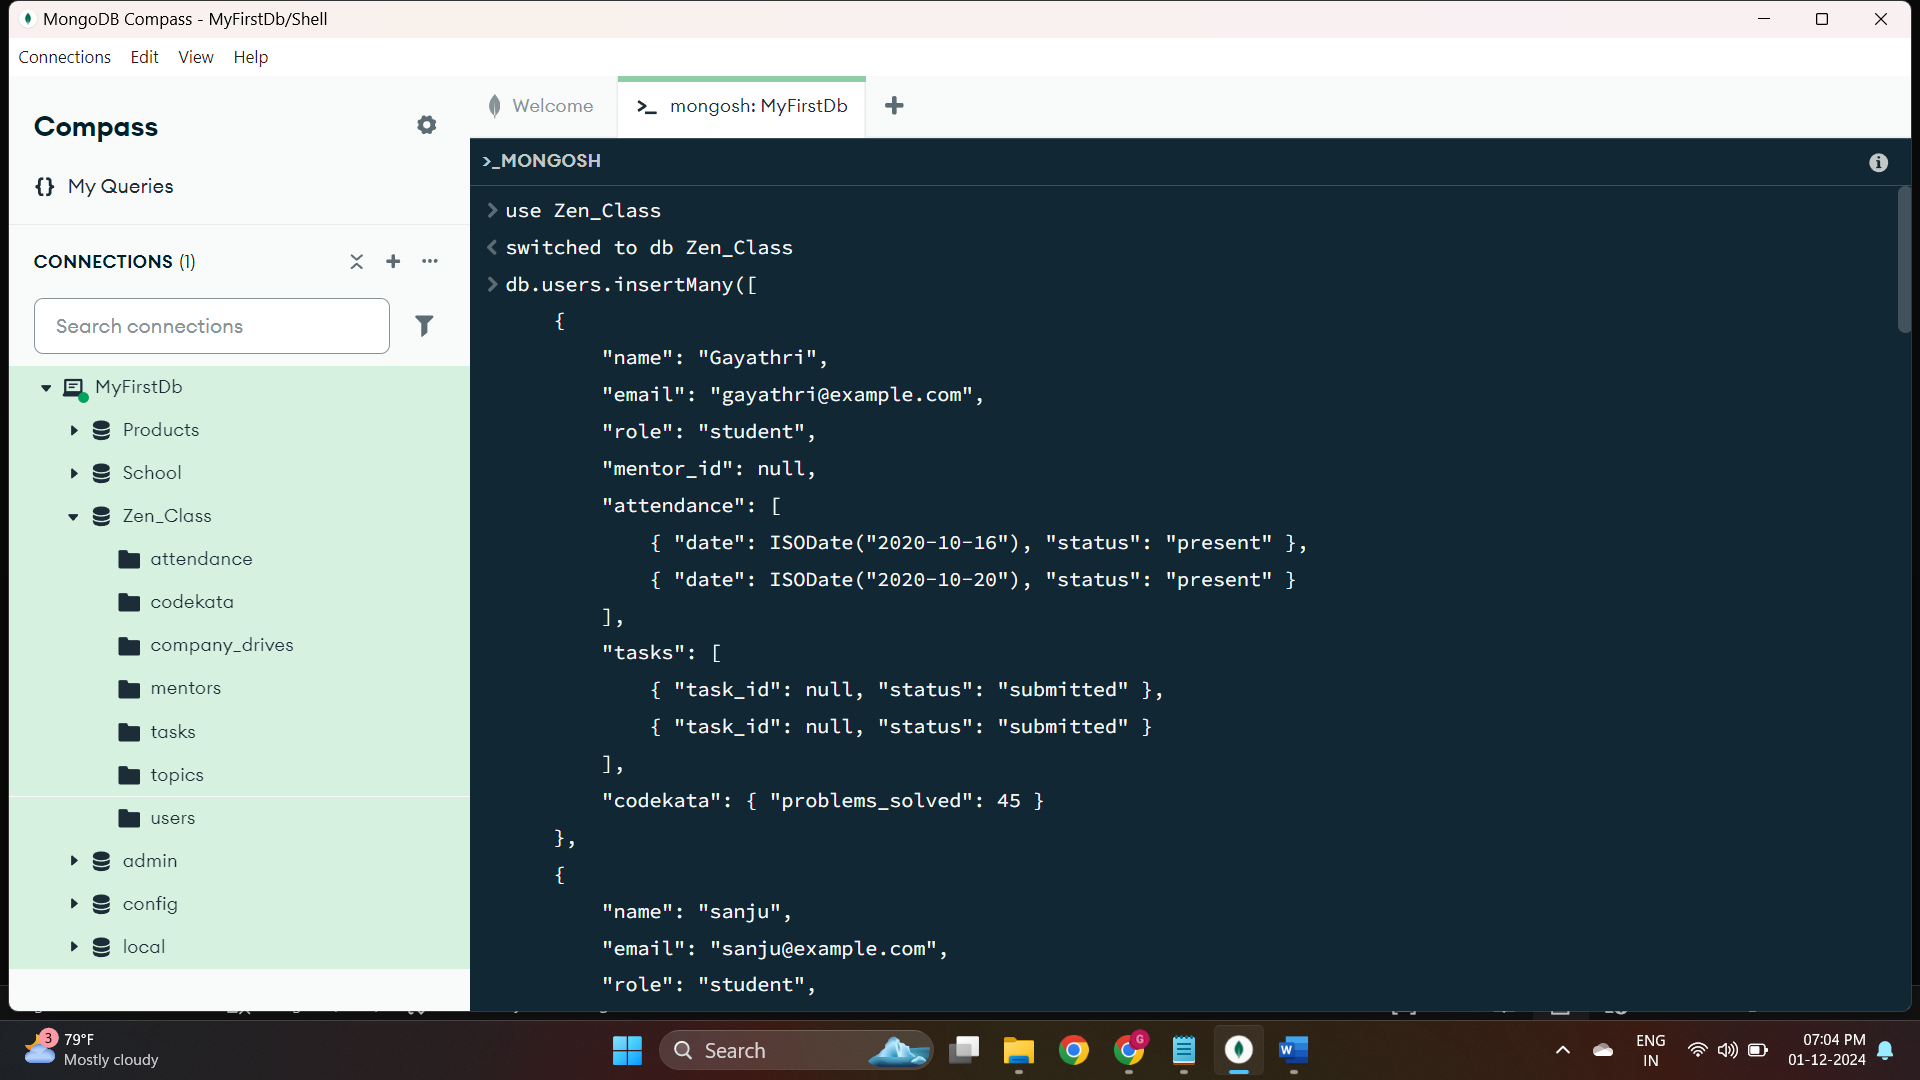 MongoDB Compass - MyFirstDb/Shell
Connections Edit View Help
Compass
{} My Queries
CONNECTIONS (1)
Search connections
MyFirstDb
Products
School
Zen_Class
attendance
codekata
company_drives
mentors
tasks
topics
users
admin
config
local
Welcome
>_ mongosh: MyFirstDb
>_MONGOSH
> use Zen_Class
< switched to db Zen_Class
> db.users.insertMany([
{
"name": "Gayathri",
"email": "gayathri@example.com",
"role": "student",
"mentor_id": null,
"attendance": [
{ "date": ISODate("2020-10-16"), "status": "present" },
{ "date": ISODate("2020-10-20"), "status": "present" }
],
"tasks": [
{ "task_id": null, "status": "submitted" },
{ "task_id": null, "status": "submitted" }
],
"codekata": { "problems_solved": 45 }
},
{
"name": "sanju",
"email": "sanju@example.com",
"role": "student",
3
79°F
Mostly cloudy
Search
G
W
ENG
IN
07:04 PM
01-12-2024